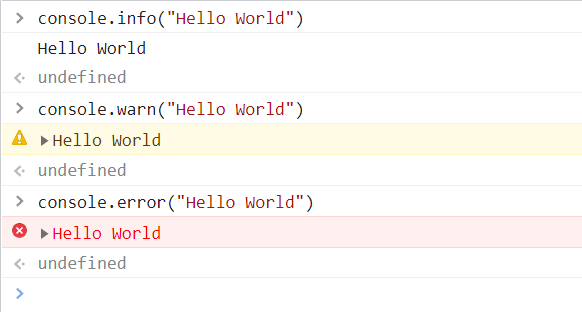 console.info("Hello World")
Hello World
undefined
console.warn("Hello World")
Hello World
undefined
console.error("Hello World")
Hello World
undefined